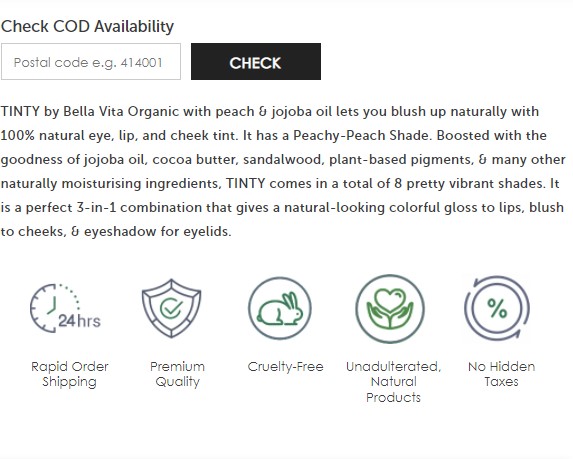 Check COD Availability
Postal code e.g. 414001
CHECK
TINTY by Bella Vita Organic with peach & jojoba oil lets you blush up naturally with
100% natural eye, lip, and cheek tint. It has a Peachy-Peach Shade. Boosted with the
goodness of jojoba oil, cocoa butter, sandalwood, plant-based pigments, & many other
naturally moisturising ingredients, TINTY comes in a total of 8 pretty vibrant shades. It
is a perfect 3-in-1 combination that gives a natural-looking colorful gloss to lips, blush
to cheeks, & eyeshadow for eyelids.
24hrs
%
Rapid Order
Shipping
Premium
Quality
Cruelty-Free
Unadulterated,
Natural
Products
No Hidden
Taxes